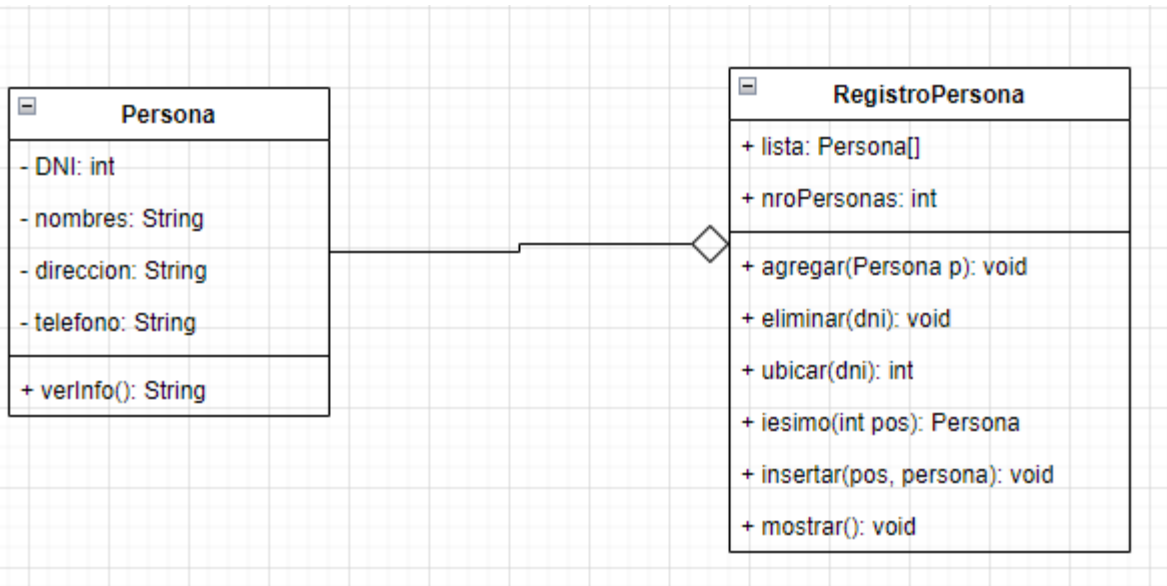 Persona
- DNI: int
- nombres: String
- direccion: String
- telefono: String
+ verInfo(): String
RegistroPersona
+ lista: Persona[]
+ nroPersonas: int
+ agregar(Persona p): void
+ eliminar(dni): void
+ ubicar(dni): int
+ iesimo(int pos): Persona
+ insertar(pos, persona): void
+ mostrar(): void